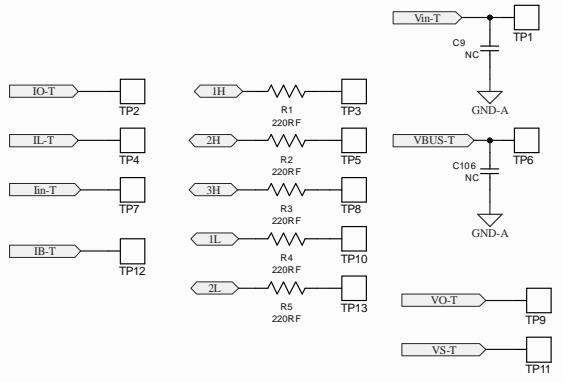 Vin-T
TP1
C9
NC
GND-A
IO-T
TP2
1H
R1
220RF
TP3
IL-T
TP4
2H
R2
220RF
TP5
VBUS-T
TP6
C106
NC
GND-A
Iin-T
TP7
3H
R3
220RF
TP8
IB-T
TP12
1L
R4
220RF
TP10
2L
R5
220RF
TP13
VO-T
TP9
VS-T
TP11